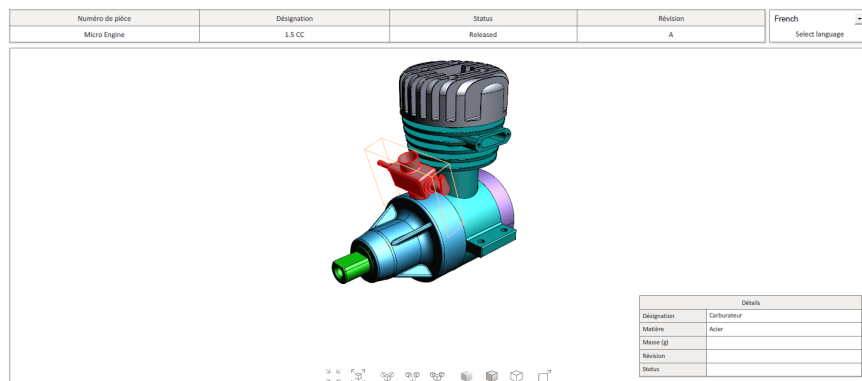 Numéro de pièce Désignation Status Révision French
Micro Engine 1.5 CC Released A Select language
Détails
Désignation Carburateur
Matière Acier
Masse (g)
Révision
Status